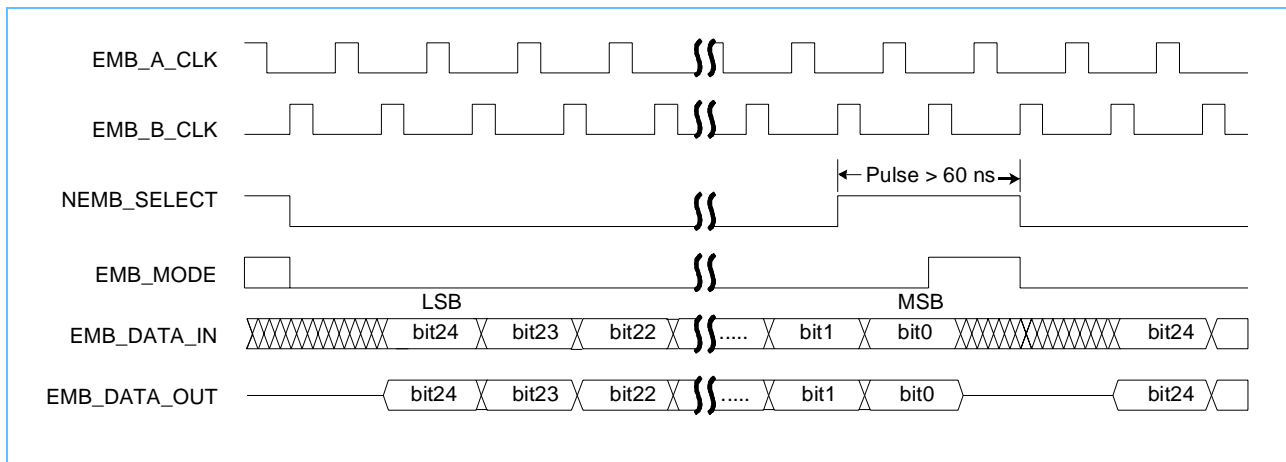 EMB_A_CLK
EMB_B_CLK
Pulse > 60 ns
NEMB_SELECT
EMB_MODE
LSB MSB
EMB_DATA_IN bit24 bit23 bit22 ..... bit1 bit0 bit24
EMB_DATA_OUT bit24 bit23 bit22 ..... bit1 bit0 bit24